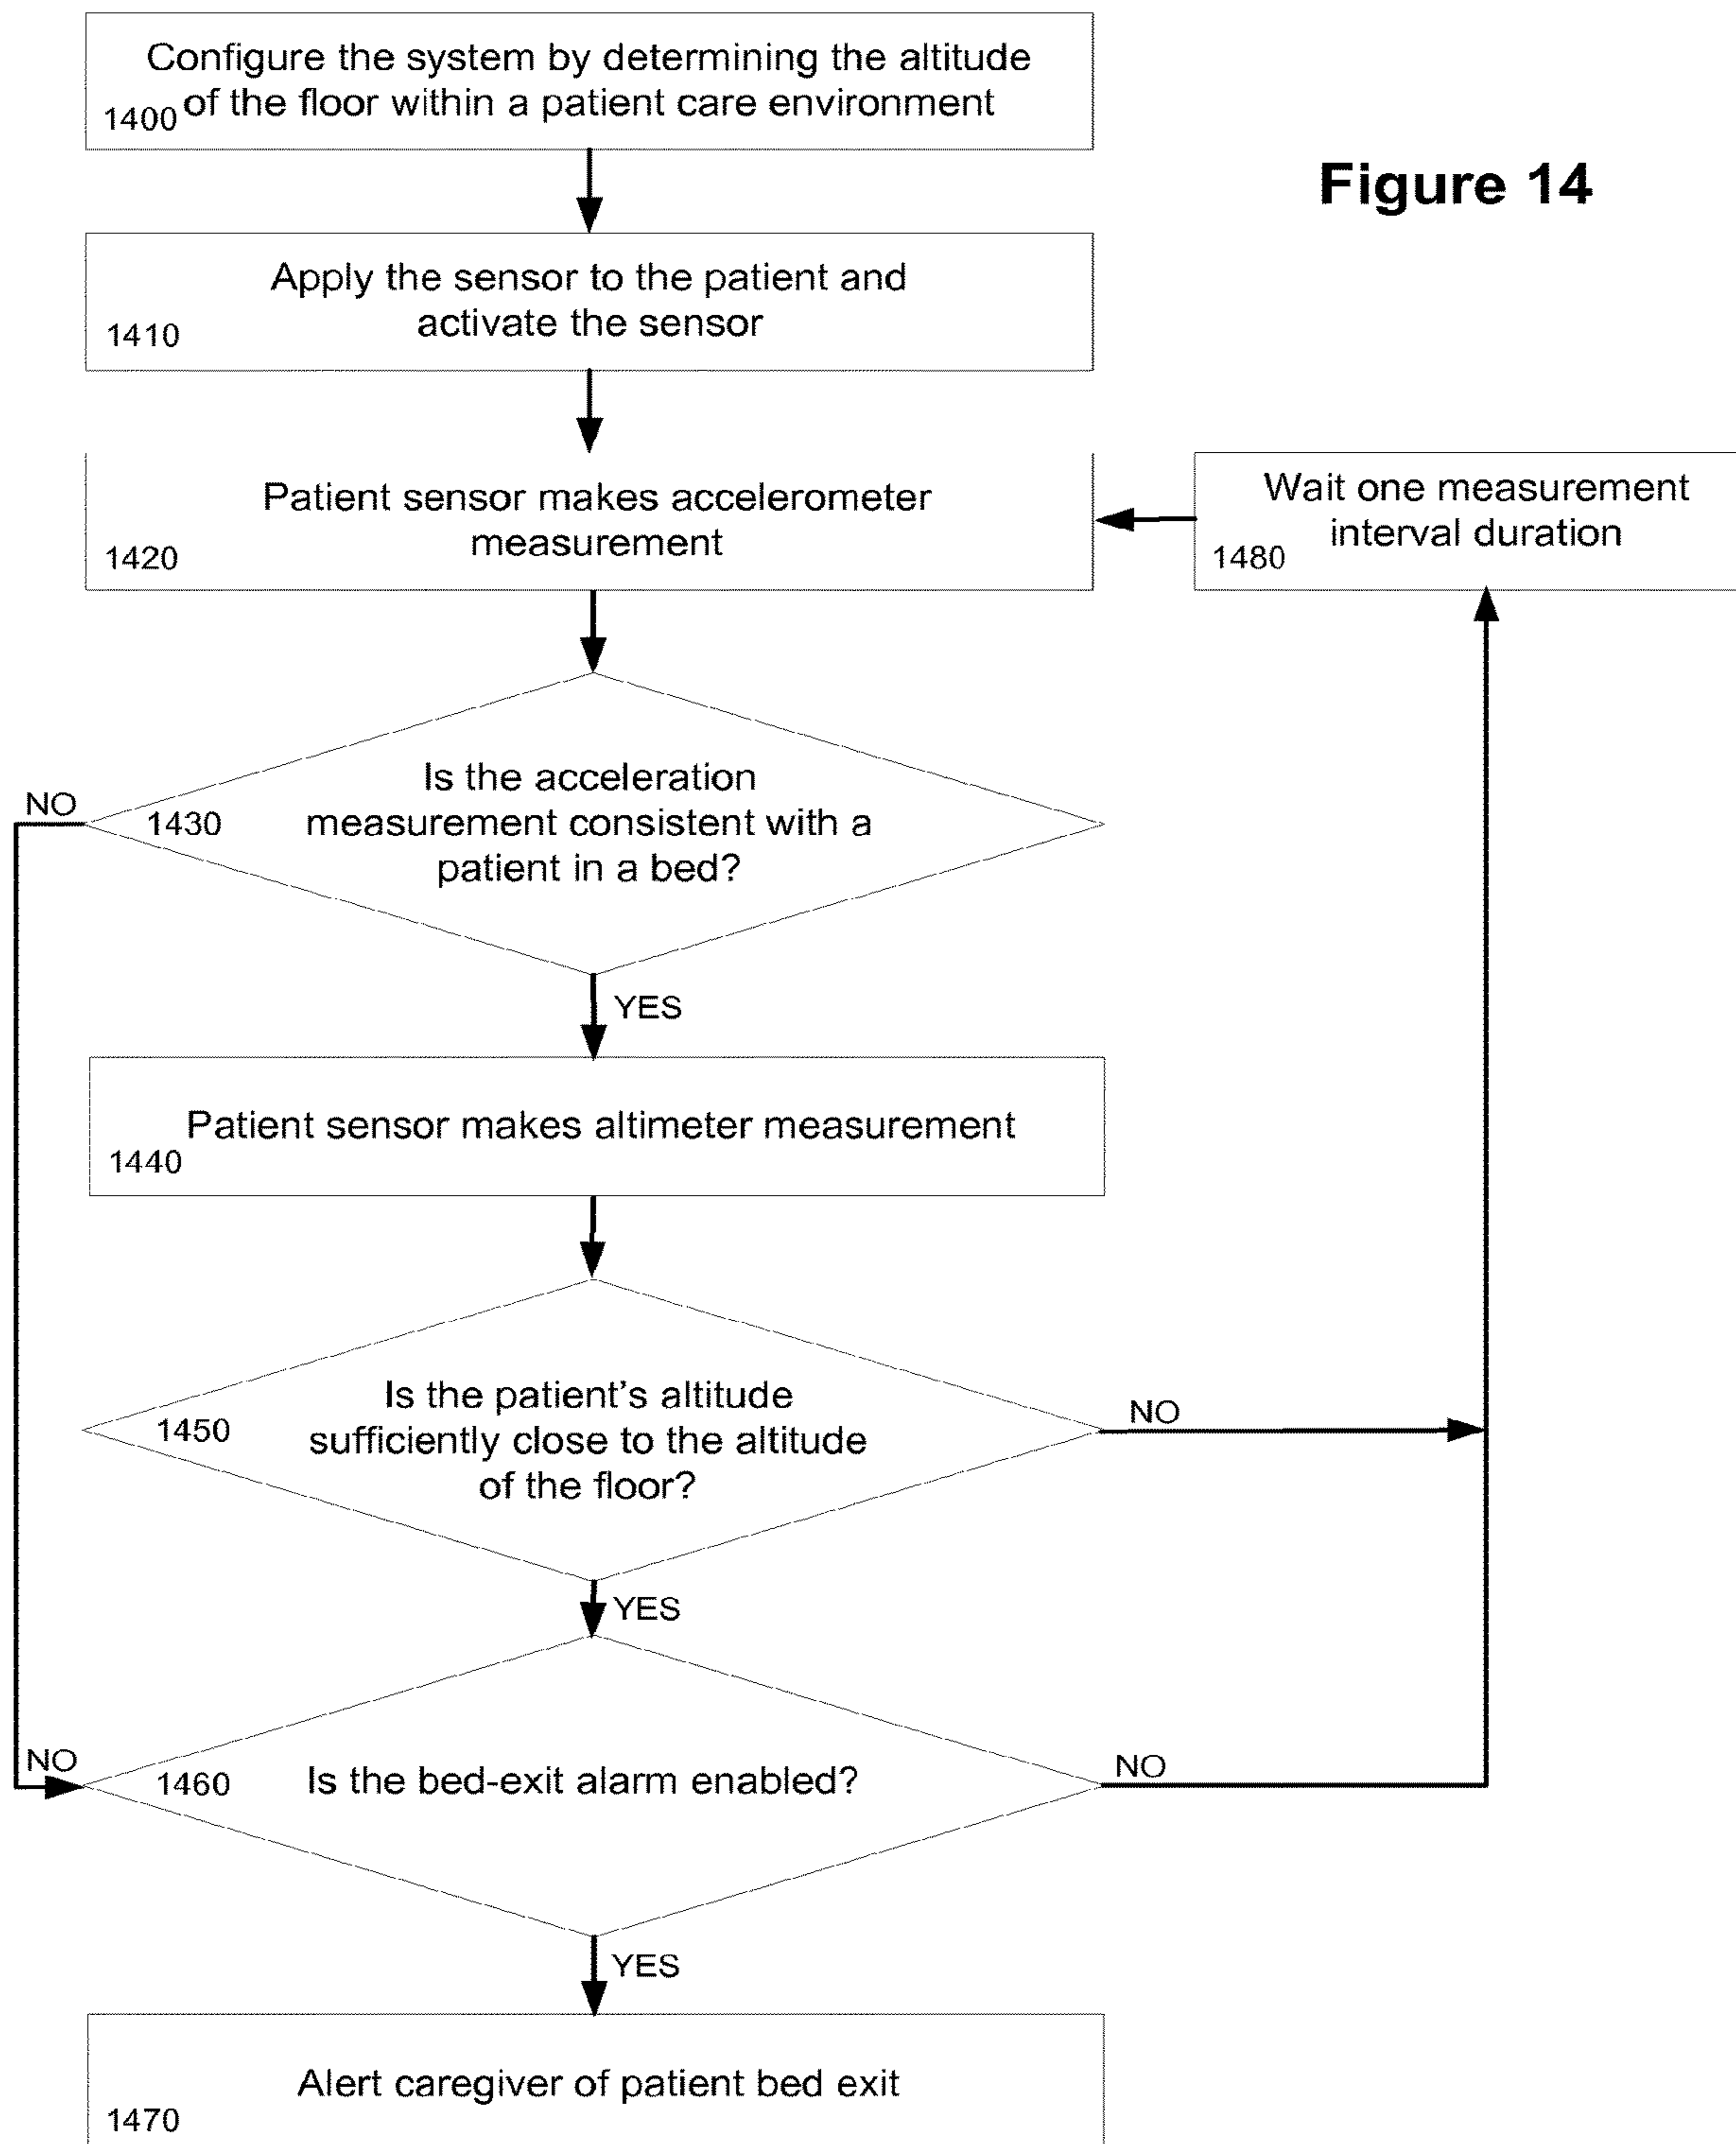 Configure the system by determining the altitude
of the floor within a patient care environment
1400
Figure 14
Apply the sensor to the patient and
activate the sensor
1410
Patient sensor makes accelerometer
measurement
1420
Wait one measurement
interval duration
1480
Is the acceleration
measurement consistent with a
patient in a bed?
1430
NO
YES
Patient sensor makes altimeter measurement
1440
Is the patient's altitude
sufficiently close to the altitude
of the floor?
1450
NO
YES
NO
Is the bed-exit alarm enabled?
1460
NO
YES
Alert caregiver of patient bed exit
1470